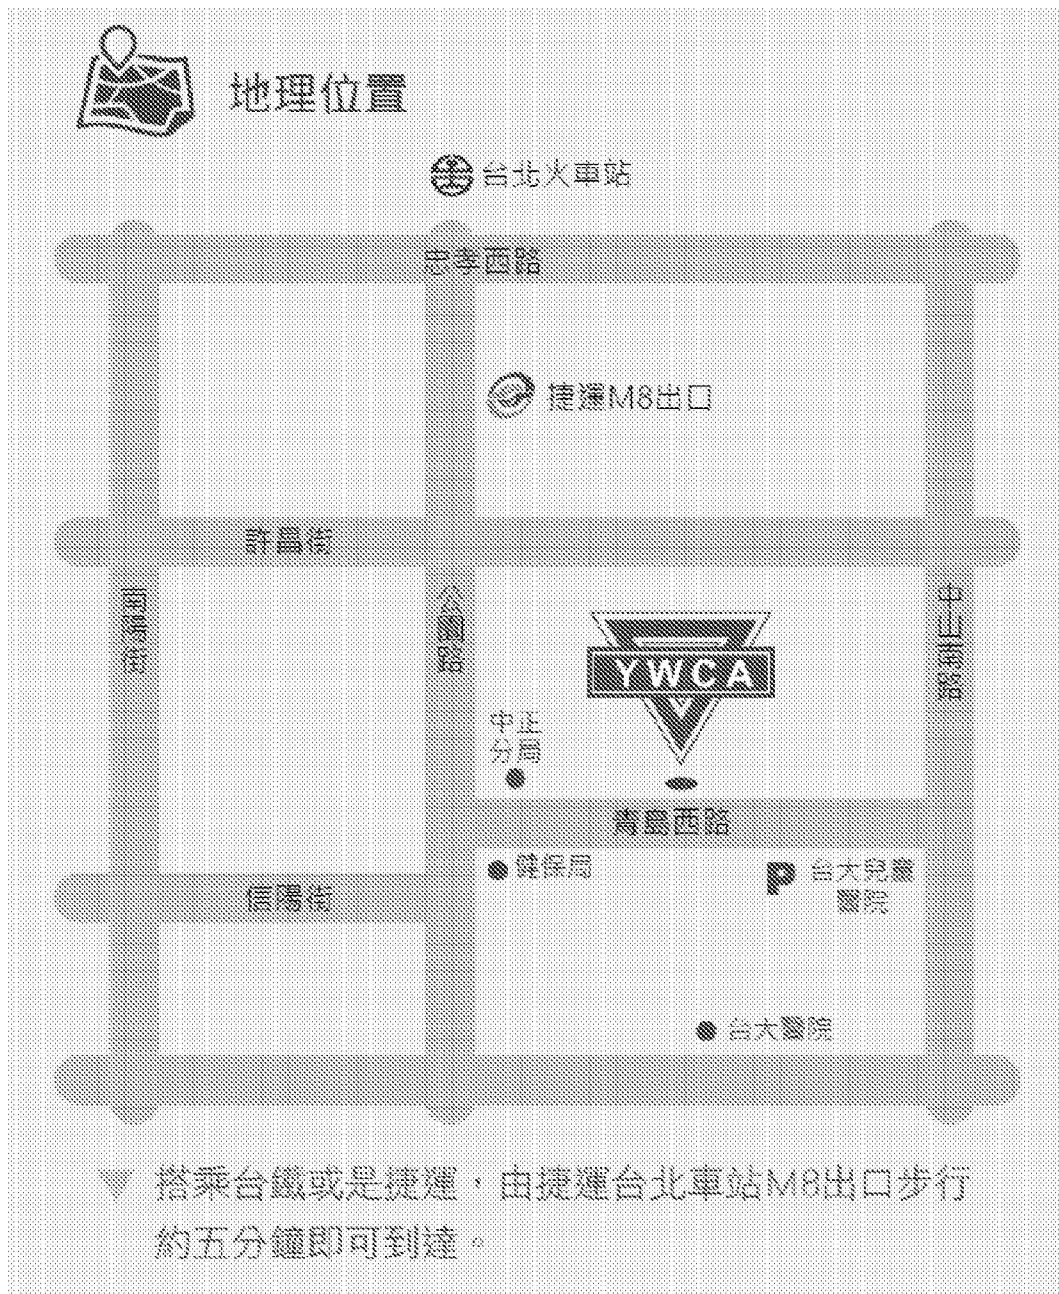 地理位置
台北火車站
忠孝西路
捷運M8出口
許昌街
公園路
中山南路
YWCA
中正
分局
青島西路
健保局
P
台大兒童
醫院
信陽街
台大醫院
搭乘台鐵或是捷運，由捷運台北車站M8出口步行
約五分鐘即可到達。